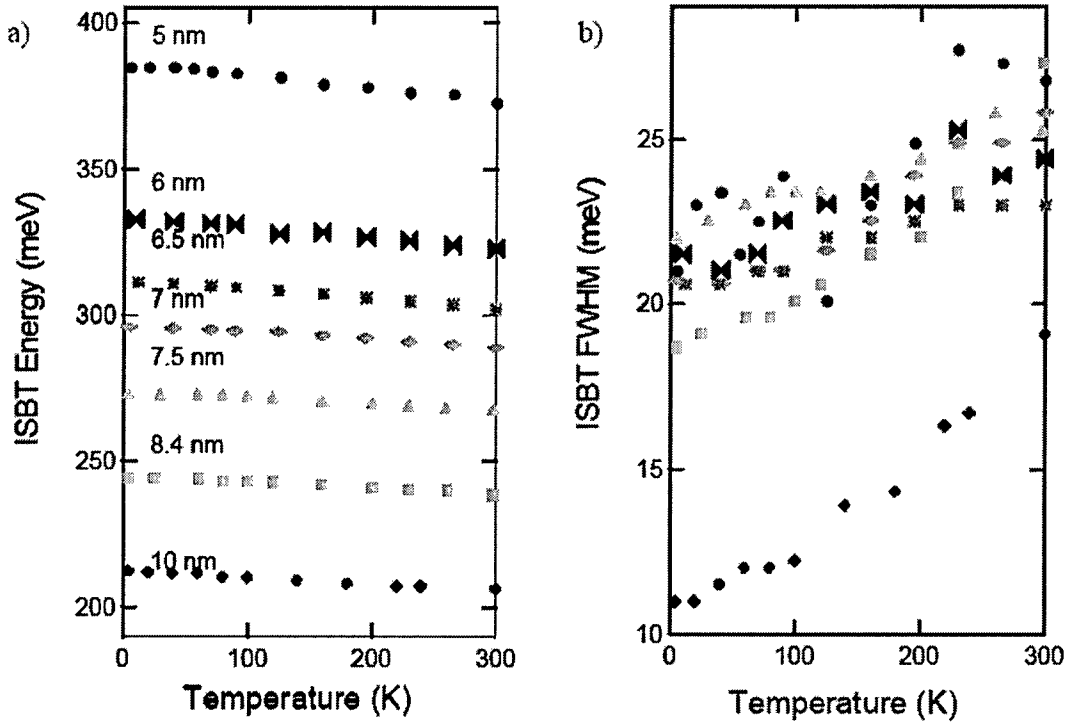 a)
ISBT Energy (meV)
400
350
300
250
200
5 nm
6 nm
6.5 nm
7 nm
7.5 nm
8.4 nm
10 nm
0 100 200 300
Temperature (K)
b)
ISBT FWHM (meV)
25
20
15
10
0 100 200 300
Temperature (K)